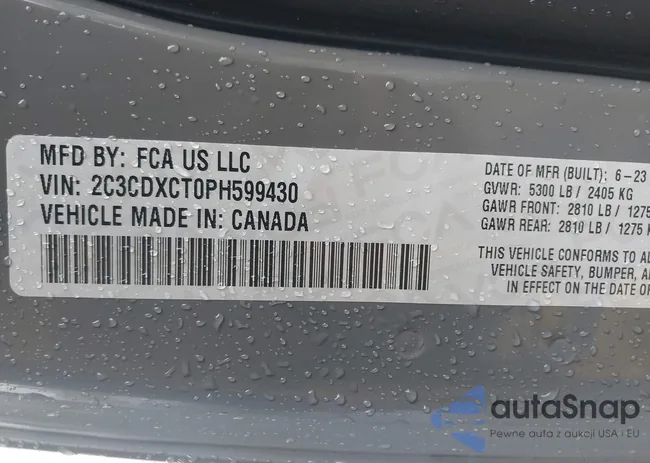 MFD BY: FCA US LLC
VIN: 2C3CDXCT0PH599430
VEHICLE MADE IN: CANADA
DATE OF MFR (BUILT): 6-23
GVWR: 5300 LB / 2405 KG
GAWR FRONT: 2810 LB / 1275
GAWR REAR: 2810 LB / 1275 K
THIS VEHICLE CONFORMS TO AL
VEHICLE SAFETY, BUMPER, A
IN EFFECT ON THE DATE OF
autaSnap
Pewne auta z aukcji USA i EU